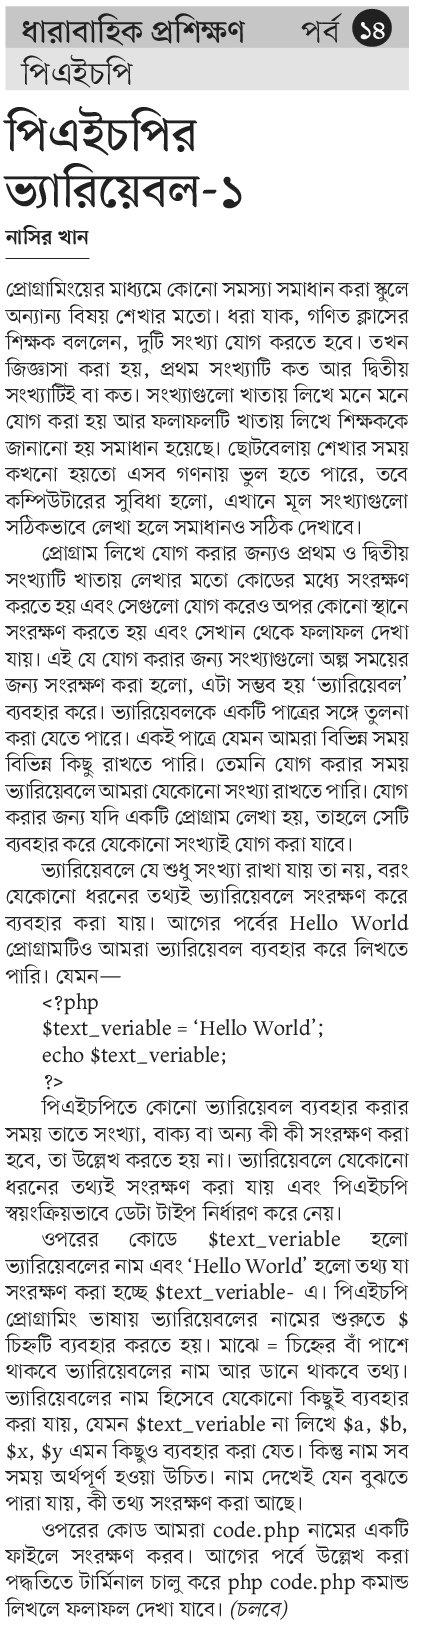 ধারাবাহিক প্রশিক্ষণ পর্ব ১৪
পিএইচপি
পিএইচপির
ভ্যারিয়েবল-১
নাসির খান
প্রোগ্রামিংয়ের মাধ্যমে কোনো সমস্যা সমাধান করা স্কুলে
অন্যান্য বিষয় শেখার মতো। ধরা যাক, গণিত ক্লাসের
শিক্ষক বললেন, দুটি সংখ্যা যোগ করতে হবে। তখন
জিজ্ঞাসা করা হয়, প্রথম সংখ্যাটি কত আর দ্বিতীয়
সংখ্যাটিই বা কত। সংখ্যাগুলো খাতায় লিখে মনে মনে
যোগ করা হয় আর ফলাফলটি খাতায় লিখে শিক্ষককে
জানানো হয় সমাধান হয়েছে। ছোটবেলায় শেখার সময়
কখনো হয়তো এসব গণনায় ভুল হতে পারে, তবে
কম্পিউটারের সুবিধা হলো, এখানে মূল সংখ্যাগুলো
সঠিকভাবে লেখা হলে সমাধানও সঠিক দেখাবে।
প্রোগ্রাম লিখে যোগ করার জন্যও প্রথম ও দ্বিতীয়
সংখ্যাটি খাতায় লেখার মতো কোডের মধ্যে সংরক্ষণ
করতে হয় এবং সেগুলো যোগ করেও অপর কোনো স্থানে
সংরক্ষণ করতে হয় এবং সেখান থেকে ফলাফল দেখা
যায়। এই যে যোগ করার জন্য সংখ্যাগুলো অল্প সময়ের
জন্য সংরক্ষণ করা হলো, এটা সম্ভব হয় ‘ভ্যারিয়েবল’
ব্যবহার করে। ভ্যারিয়েবলকে একটি পাত্রের সঙ্গে তুলনা
করা যেতে পারে। একই পাত্রে যেমন আমরা বিভিন্ন সময়
বিভিন্ন কিছু রাখতে পারি। তেমনি যোগ করার সময়
ভ্যারিয়েবলে আমরা যেকোনো সংখ্যা রাখতে পারি। যোগ
করার জন্য যদি একটি প্রোগ্রাম লেখা হয়, তাহলে সেটি
ব্যবহার করে যেকোনো সংখ্যাই যোগ করা যাবে।
ভ্যারিয়েবলে যে শুধু সংখ্যা রাখা যায় তা নয়, বরং
যেকোনো ধরনের তথ্যই ভ্যারিয়েবলে সংরক্ষণ করে
ব্যবহার করা যায়। আগের পর্বের Hello World
প্রোগ্রামটিও আমরা ভ্যারিয়েবল ব্যবহার করে লিখতে
পারি। যেমন—
<?php
$text_veriable = ‘Hello World’;
echo $text_veriable;
?>
পিএইচপিতে কোনো ভ্যারিয়েবল ব্যবহার করার
সময় তাতে সংখ্যা, বাক্য বা অন্য কী কী সংরক্ষণ করা
হবে, তা উল্লেখ করতে হয় না। ভ্যারিয়েবলে যেকোনো
ধরনের তথ্যই সংরক্ষণ করা যায় এবং পিএইচপি
স্বয়ংক্রিয়ভাবে ডেটা টাইপ নির্ধারণ করে নেয়।
ওপরের কোডে $text_veriable হলো
ভ্যারিয়েবলের নাম এবং ‘Hello World’ হলো তথ্য যা
সংরক্ষণ করা হচ্ছে $text_veriable- এ। পিএইচপি
প্রোগ্রামিং ভাষায় ভ্যারিয়েবলের নামের শুরুতে $
চিহ্নটি ব্যবহার করতে হয়। মাঝে = চিহ্নের বাঁ পাশে
থাকবে ভ্যারিয়েবলের নাম আর ডানে থাকবে তথ্য।
ভ্যারিয়েবলের নাম হিসেবে যেকোনো কিছুই ব্যবহার
করা যায়, যেমন $text_veriable না লিখে $a, $b,
$x, $y এমন কিছুও ব্যবহার করা যেত। কিন্তু নাম সব
সময় অর্থপূর্ণ হওয়া উচিত। নাম দেখেই যেন বুঝতে
পারা যায়, কী তথ্য সংরক্ষণ করা আছে।
ওপরের কোড আমরা code.php নামের একটি
ফাইলে সংরক্ষণ করব। আগের পর্বে উল্লেখ করা
পদ্ধতিতে টার্মিনাল চালু করে php code.php কমান্ড
লিখলে ফলাফল দেখা যাবে। (চলবে)